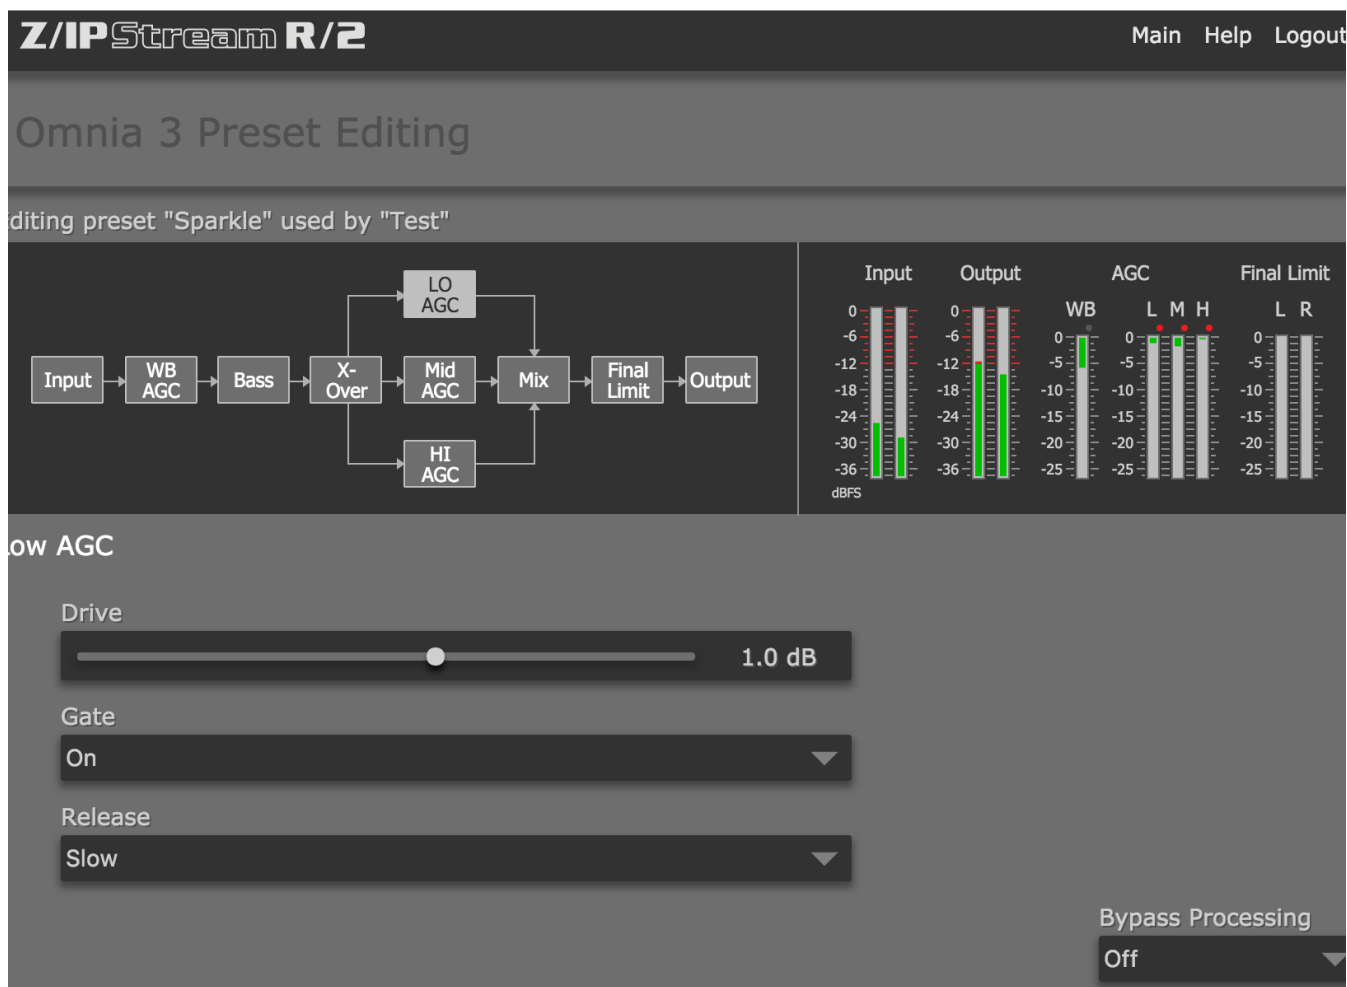 Z/IPStream R/2
Main Help Logout
Omnia 3 Preset Editing
diting preset "Sparkle" used by "Test"
LO
AGC
Input
WB
AGC
Bass
X-
Over
Mid
AGC
Mix
Final
Limit
Output
HI
AGC
Input Output AGC Final Limit
WB L M H L R
0
-6
-12
-18
-24
-30
-36
dBFS
0
-6
-12
-18
-24
-30
-36
0
-5
-10
-15
-20
-25
0
-5
-10
-15
-20
-25
0
-5
-10
-15
-20
-25
ow AGC
Drive
1.0 dB
Gate
On
Release
Slow
Bypass Processing
Off